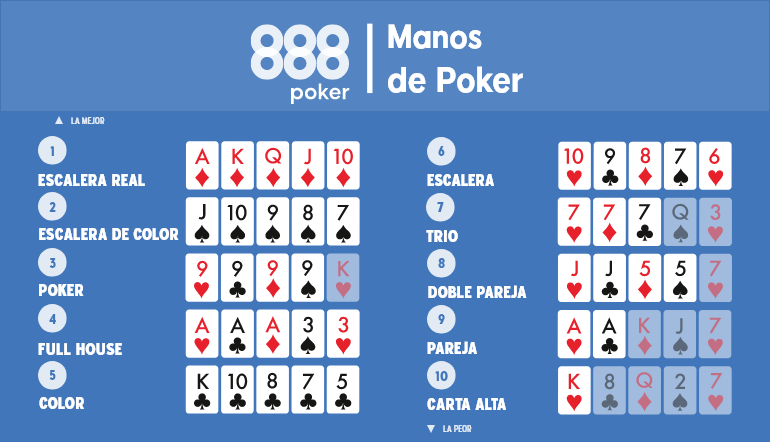 888
poker
Manos
de Poker
▲ LA MEJOR
1
A K Q J 10
ESCALERA REAL
2
J 10 9 8 7
ESCALERA DE COLOR
3
9 9 9 9 K
POKER
4
A A A 3 3
FULL HOUSE
5
K 10 8 7 5
COLOR
6
10 9 8 7 6
ESCALERA
7
7 7 7 Q 3
TRIO
8
J J 5 5 7
DOBLE PAREJA
9
A A K J 7
PAREJA
10
K 8 Q 2 7
CARTA ALTA
▼ LA PEOR